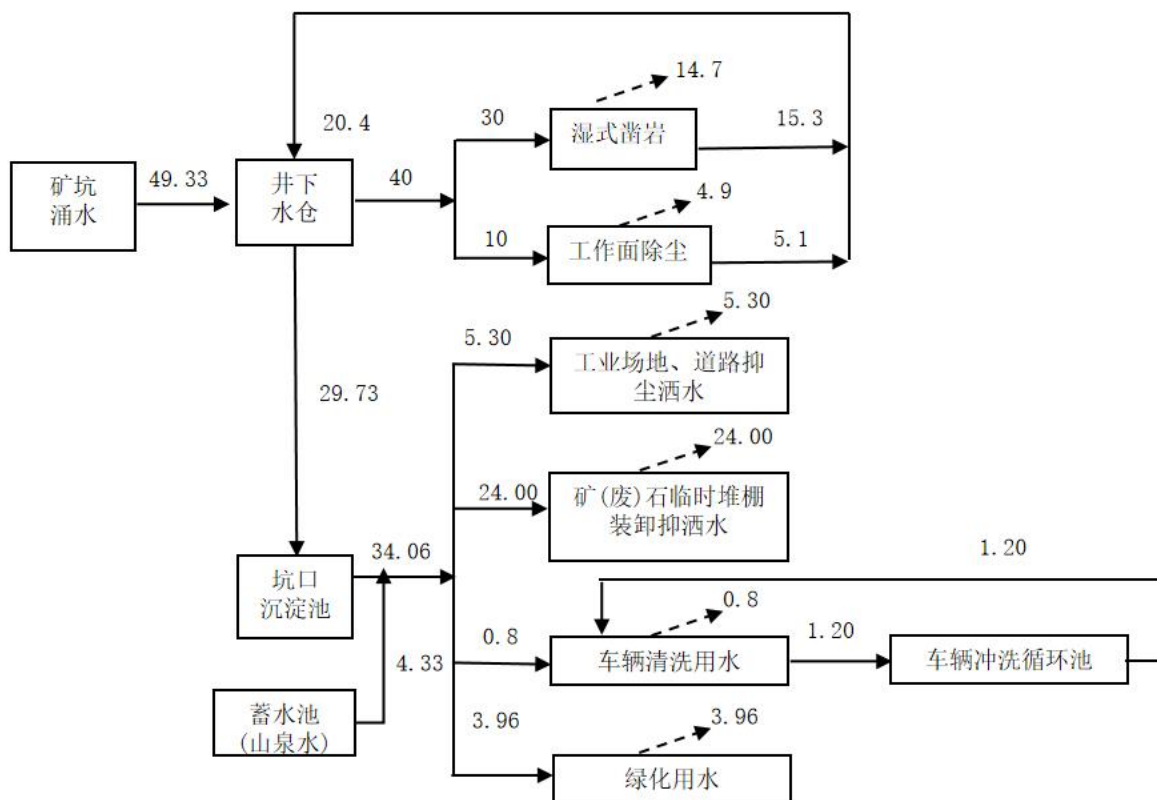 14.7
30
湿式凿岩
15.3
20.4
矿坑
涌水
49.33
井下
水仓
40
4.9
10
工作面除尘
5.1
5.30
5.30
工业场地、道路抑
尘洒水
29.73
24.00
24.00
矿(废)石临时堆棚
装卸抑洒水
34.06
坑口
沉淀池
1.20
0.8
0.8
车辆清洗用水
1.20
车辆冲洗循环池
4.33
蓄水池
(山泉水)
3.96
3.96
绿化用水